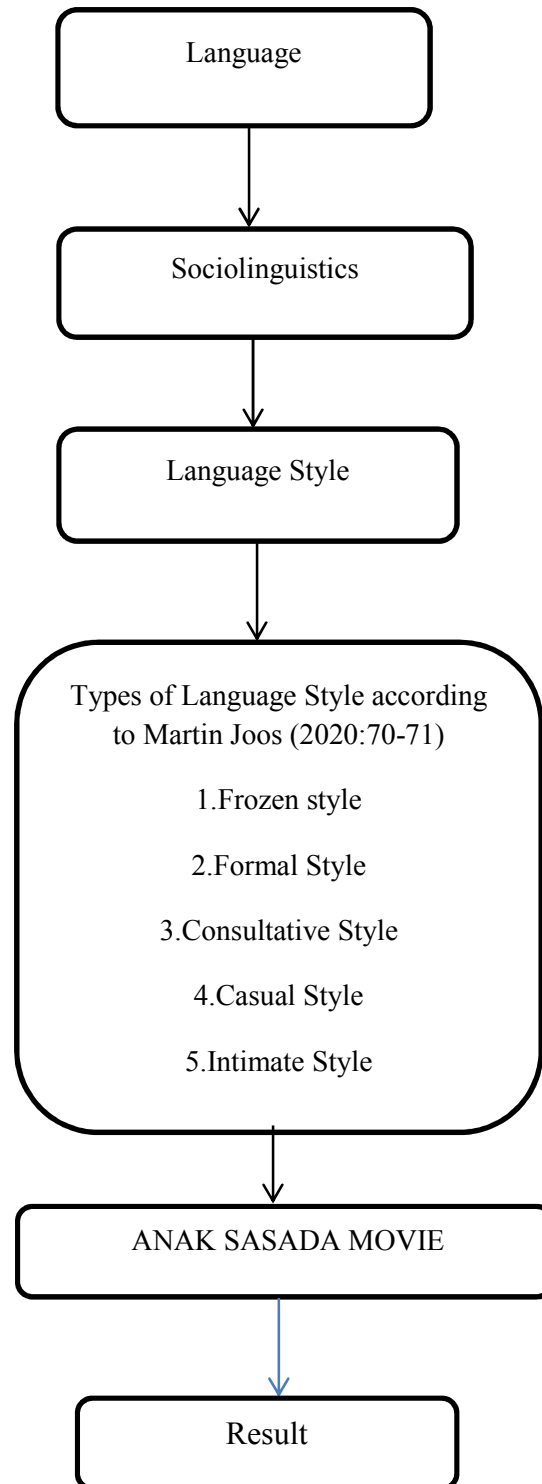 Language
Sociolinguistics
Language Style
Types of Language Style according
to Martin Joos (2020:70-71)
1.Frozen style
2.Formal Style
3.Consultative Style
4.Casual Style
5.Intimate Style
ANAK SASADA MOVIE
Result